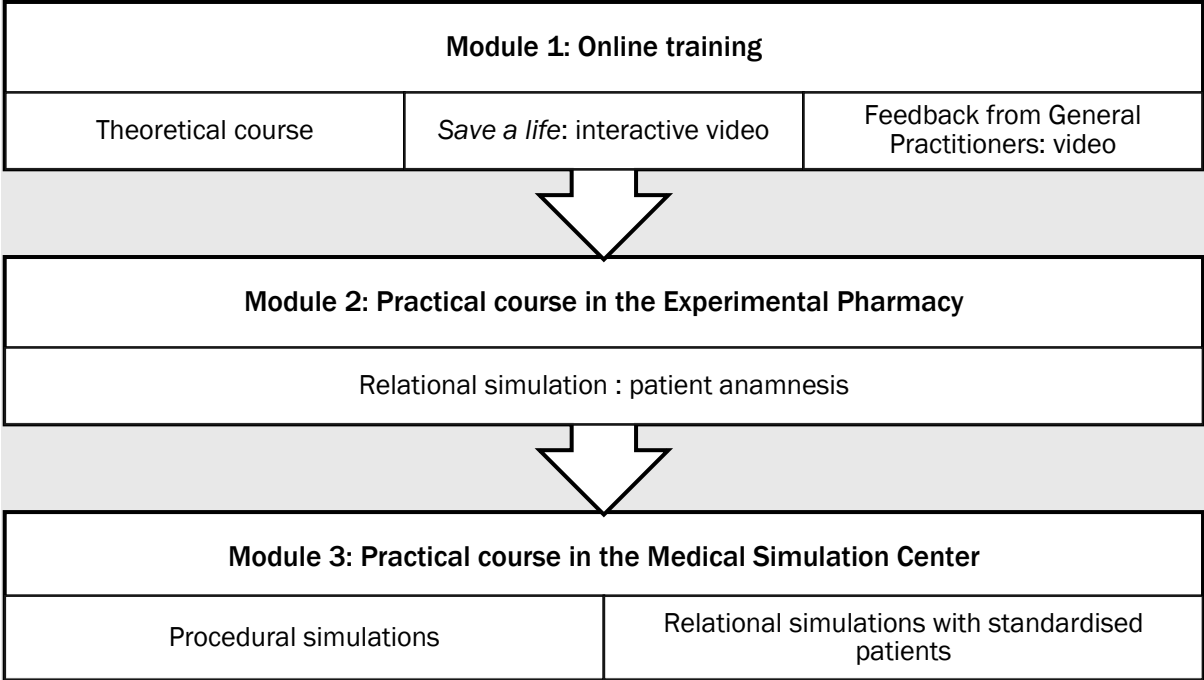 Module 1: Online training
Theoretical course
Save a life: interactive video
Feedback from General
Practitioners: video
Module 2: Practical course in the Experimental Pharmacy
Relational simulation : patient anamnesis
Module 3: Practical course in the Medical Simulation Center
Procedural simulations
Relational simulations with standardised
patients